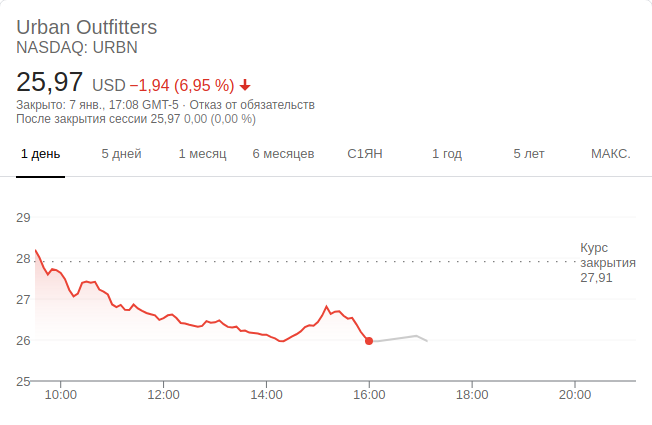 Urban Outfitters
NASDAQ: URBN
25,97 USD −1,94 (6,95 %)
Закрыто: 7 янв., 17:08 GMT-5 · Отказ от обязательств
После закрытия сессии 25,97 0,00 (0,00 %)
1 день 5 дней 1 месяц 6 месяцев С1ЯН 1 год 5 лет МАКС.
29
28
27
26
25
Курс
закрытия
27,91
10:00 12:00 14:00 16:00 18:00 20:00